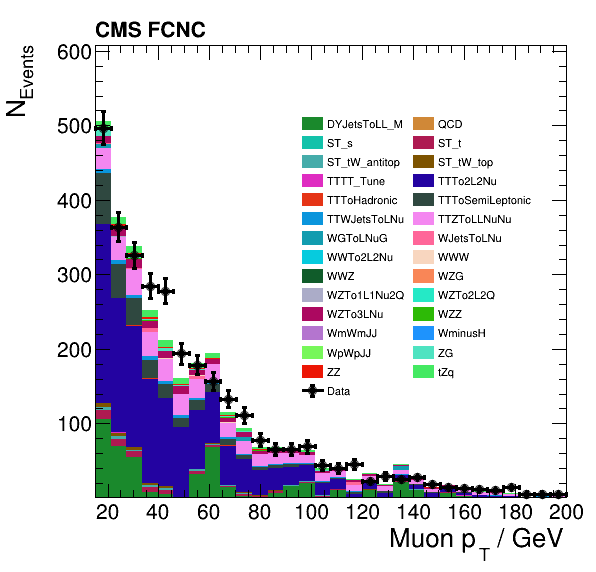 CMS FCNC
N_Events
600
500
400
300
200
100
DYJetsToLL_M QCD
ST_s ST_t
ST_tW_antitop ST_tW_top
TTTT_Tune TTTo2L2Nu
TTToHadronic TTToSemiLeptonic
TTWJetsToLNu TTZToLLNuNu
WGToLNuG WJetsToLNu
WWTo2L2Nu WWW
WWZ WZG
WZTo1L1Nu2Q WZTo2L2Q
WZTo3LNu WZZ
WmWmJJ WminusH
WpWpJJ ZG
ZZ tZq
Data
20 40 60 80 100 120 140 160 180 200
Muon p_T / GeV